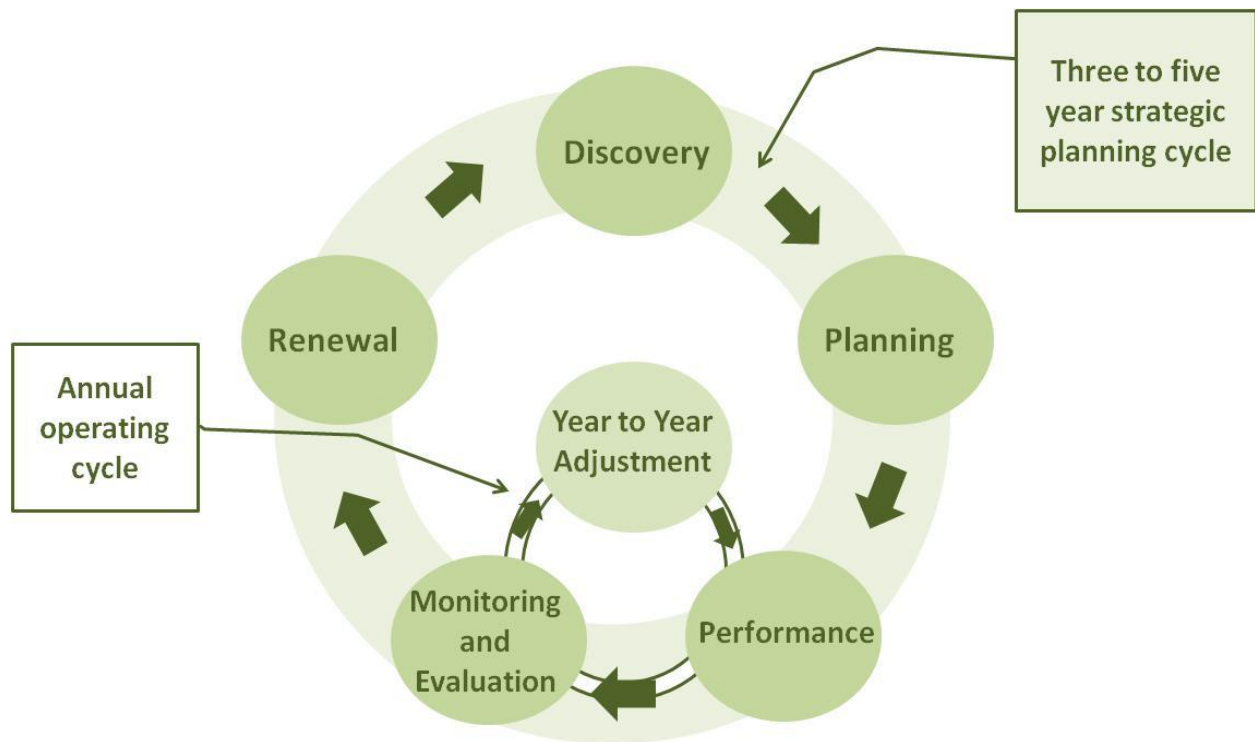 Three to five
year strategic
planning cycle
Discovery
Renewal
Planning
Annual
operating
cycle
Year to Year
Adjustment
Monitoring
and
Evaluation
Performance